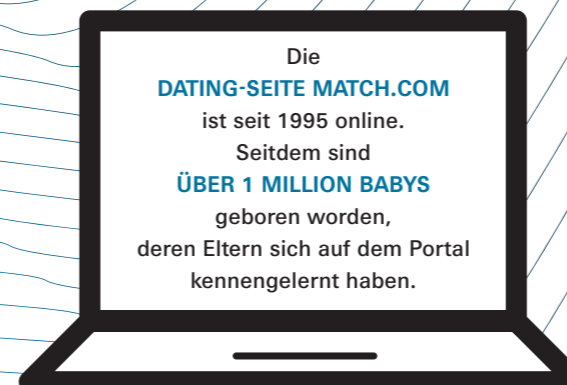 Die
DATING-SEITE MATCH.COM
ist seit 1995 online.
Seitdem sind
ÜBER 1 MILLION BABYS
geboren worden,
deren Eltern sich auf dem Portal
kennengelernt haben.